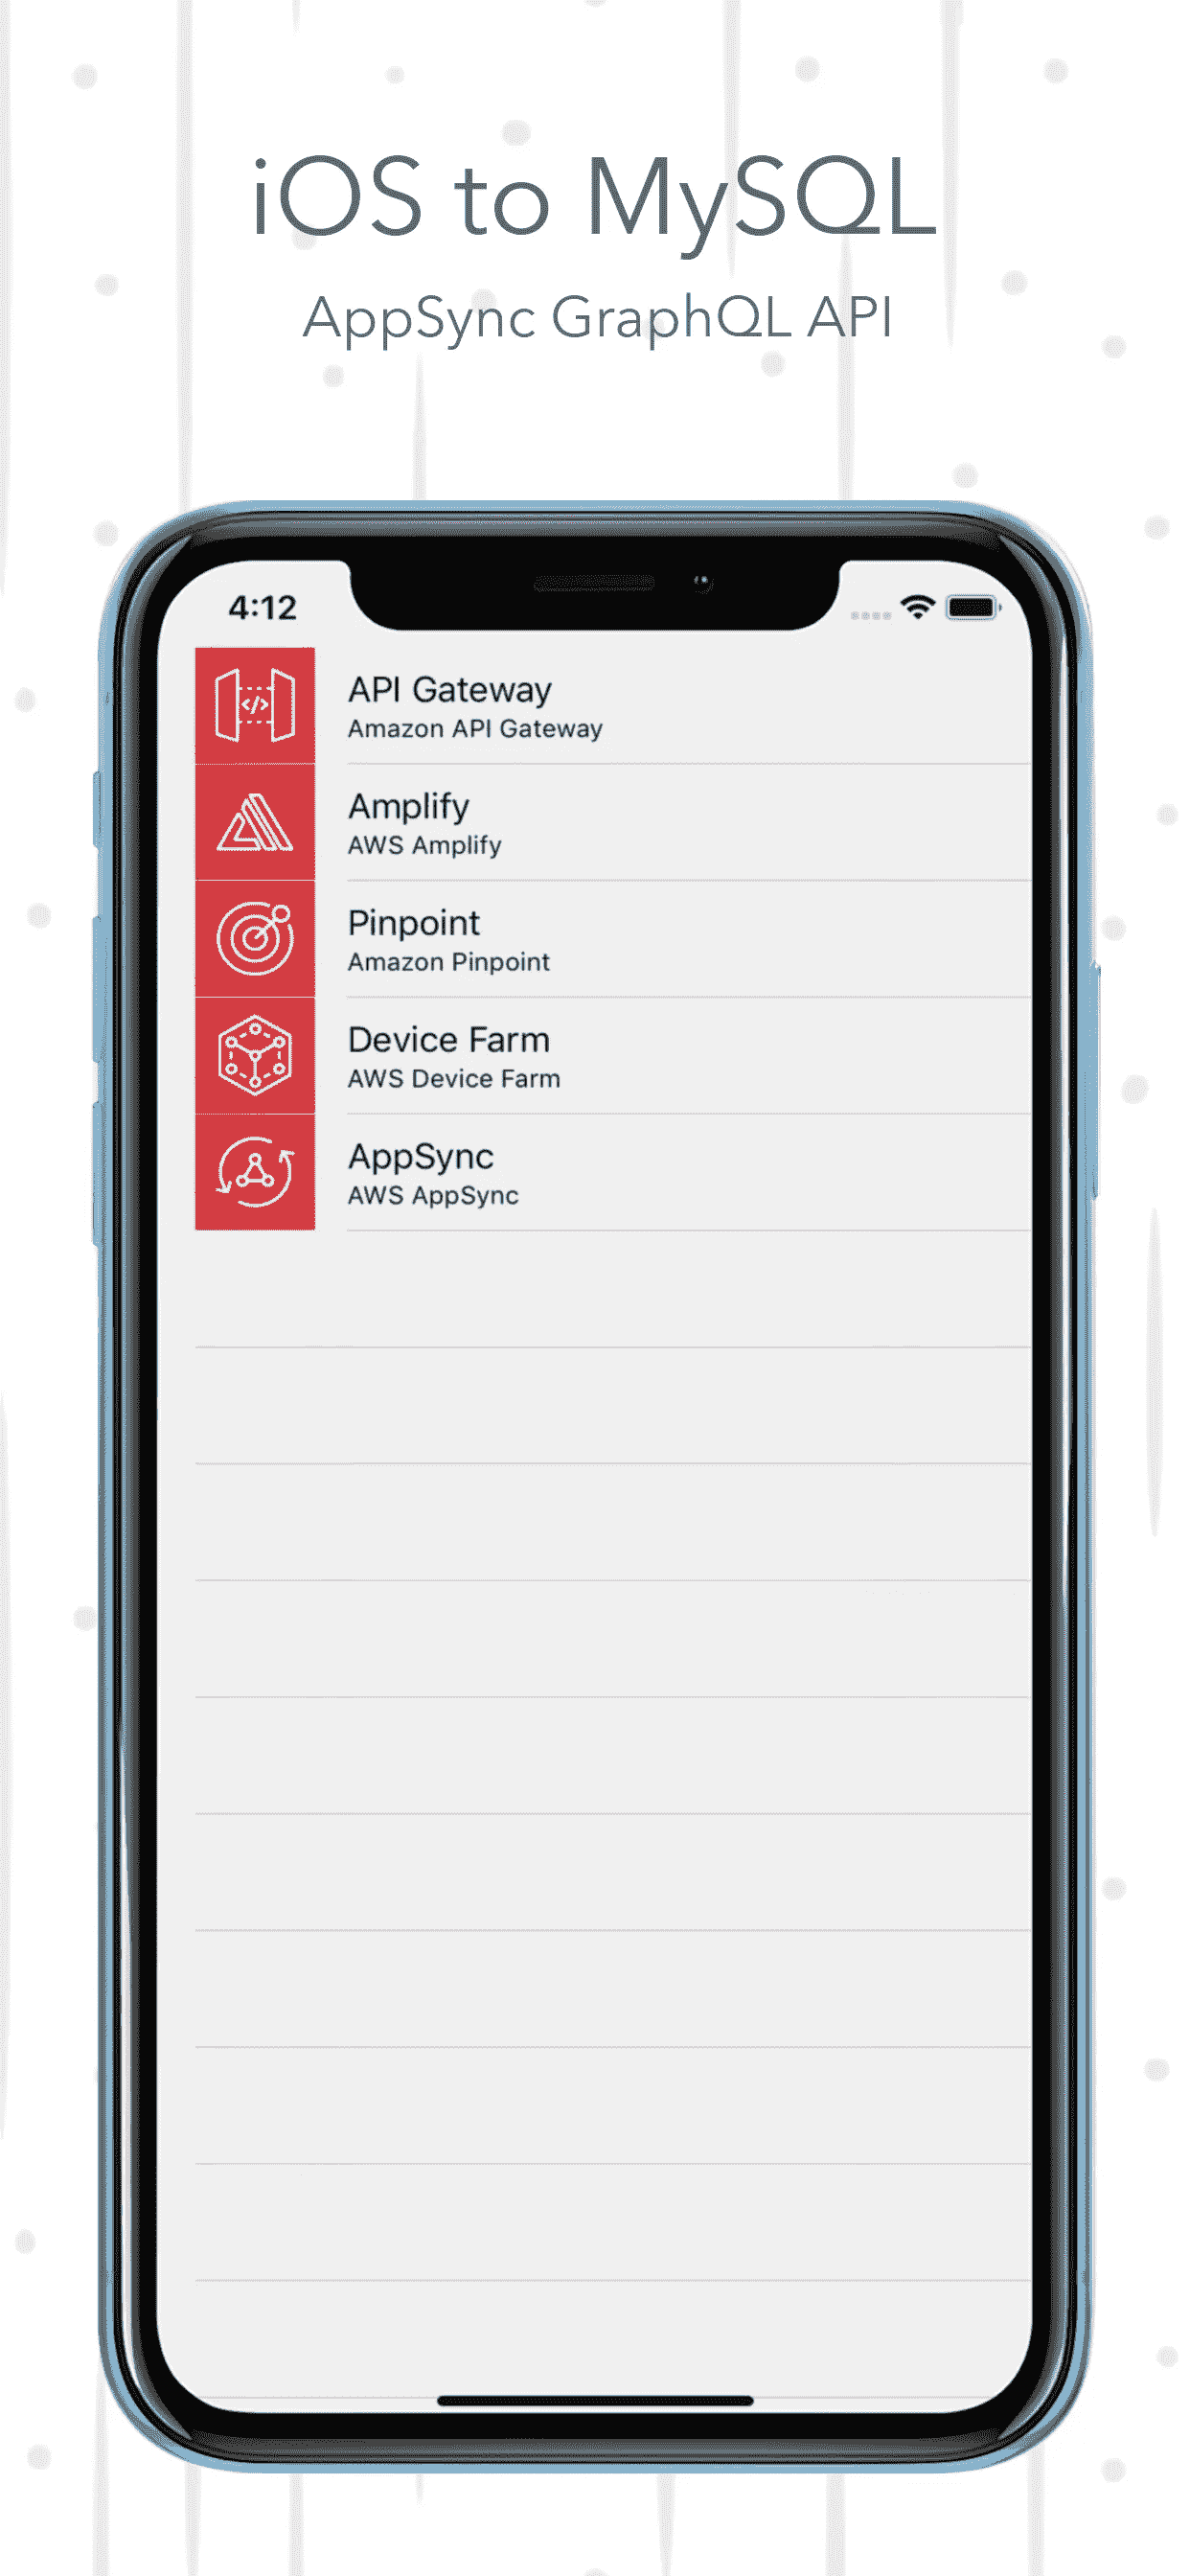 iOS to MySQL
AppSync GraphQL API
4:12
</>
API Gateway
Amazon API Gateway
Amplify
AWS Amplify
Pinpoint
Amazon Pinpoint
Device Farm
AWS Device Farm
AppSync
AWS AppSync